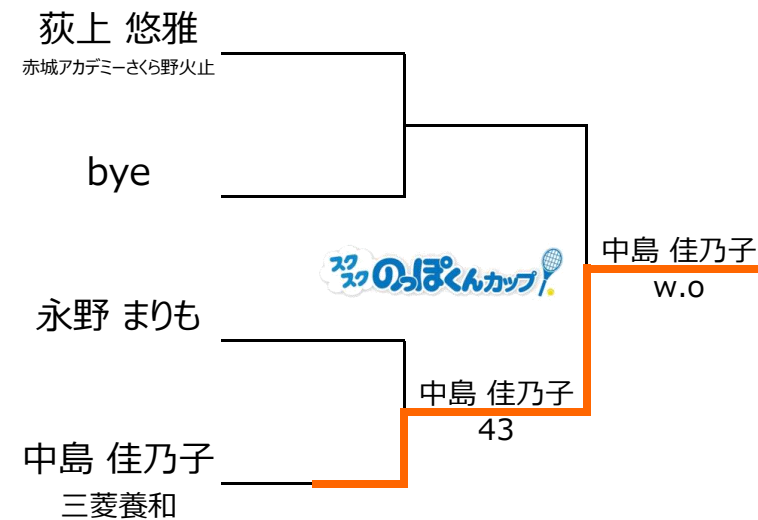 荻上 悠雅
赤城アカデミーさくら野火止
bye
スクスクのっぽくんカップ!
中島 佳乃子
w.o
永野 まりも
中島 佳乃子
43
中島 佳乃子
三菱養和